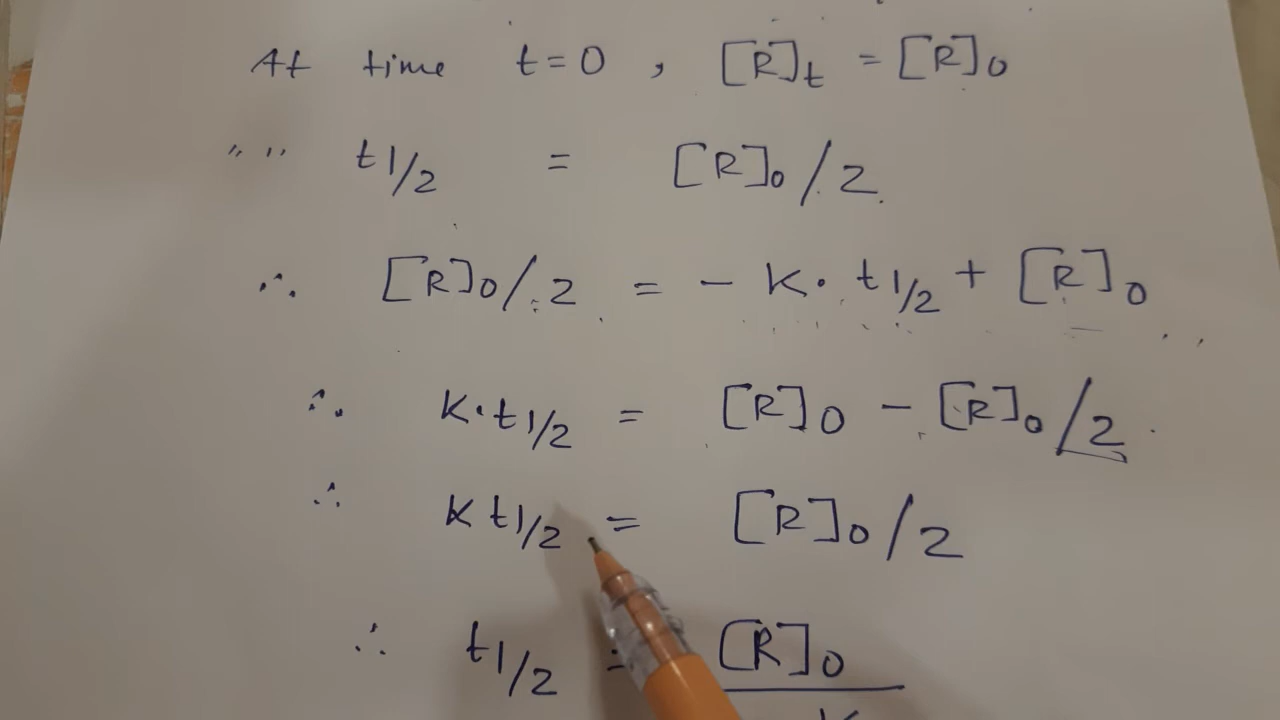 At time t=0 , [R]t = [R]0
" " t1/2 = [R]0/2
∴ [R]0/2 = - K. t1/2 + [R]0
∴ K.t1/2 = [R]0 - [R]0/2
∴ Kt1/2 = [R]0/2
∴ t1/2 = [R]0